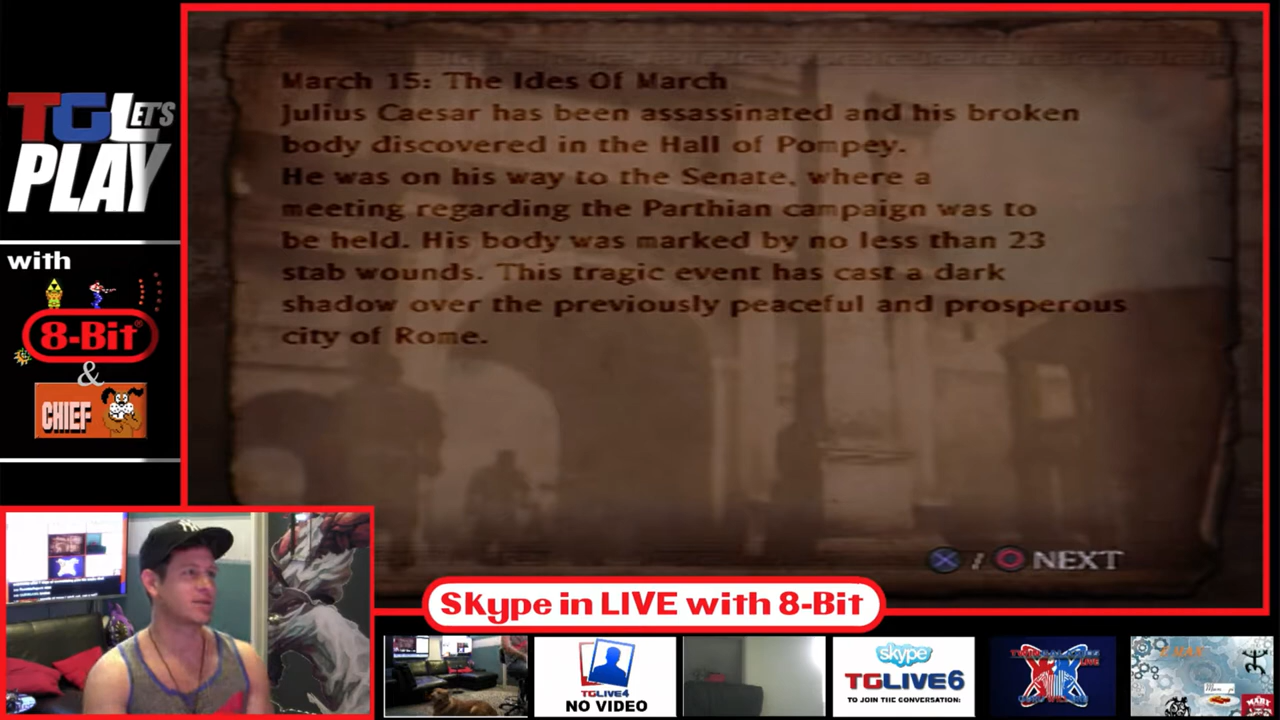 March 15: The Ides Of March
Julius Caesar has been assassinated and his broken
body discovered in the Hall of Pompey.
He was on his way to the Senate, where a
meeting regarding the Parthian campaign was to
be held. His body was marked by no less than 23
stab wounds. This tragic event has cast a dark
shadow over the previously peaceful and prosperous
city of Rome.
NEXT
TGLET'S
PLAY
with
8-Bit®
&
CHIEF
SKype in LIVE with 8-Bit
TGLIVE4
NO VIDEO
skype
TGLIVE6
TO JOIN THE CONVERSATION: